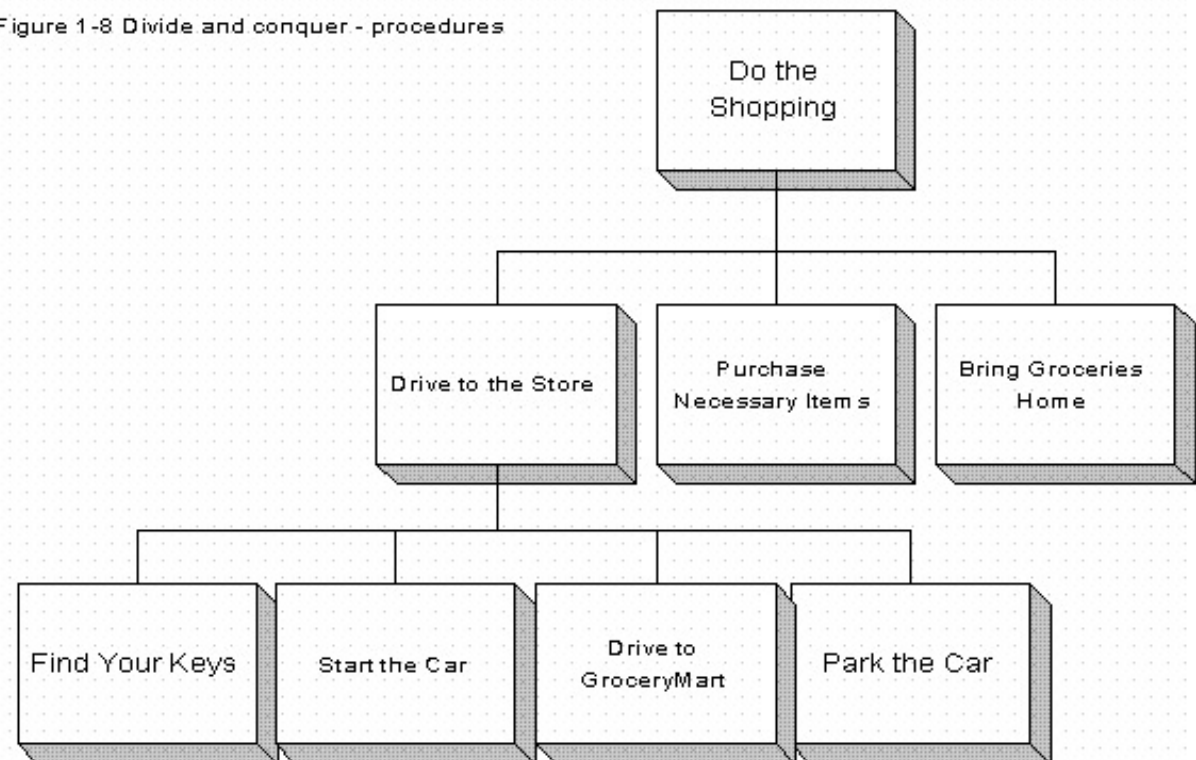 Figure 1-8 Divide and conquer - procedures
Do the
Shopping
Drive to the Store
Purchase
Necessary Items
Bring Groceries
Home
Find Your Keys
Start the Car
Drive to
GroceryMart
Park the Car